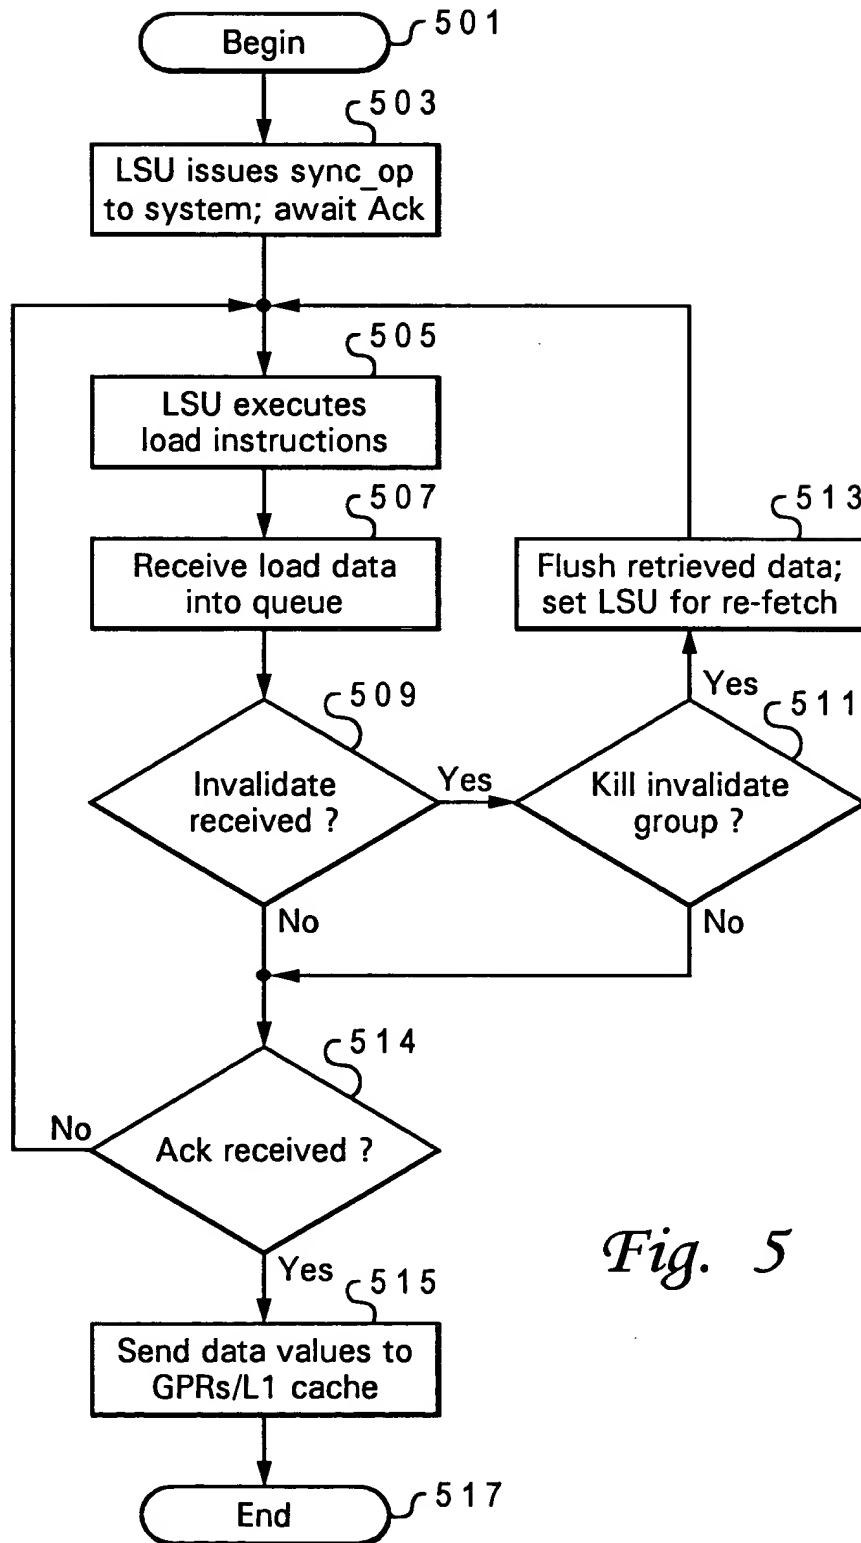 Begin
501
503
LSU issues sync_op
to system; await Ack
505
LSU executes
load instructions
507
Receive load data
into queue
513
Flush retrieved data;
set LSU for re-fetch
509
Invalidate
received ?
Yes
No
Yes
511
Kill invalidate
group ?
No
514
Ack received ?
No
Yes
515
Send data values to
GPRs/L1 cache
End
517
Fig. 5